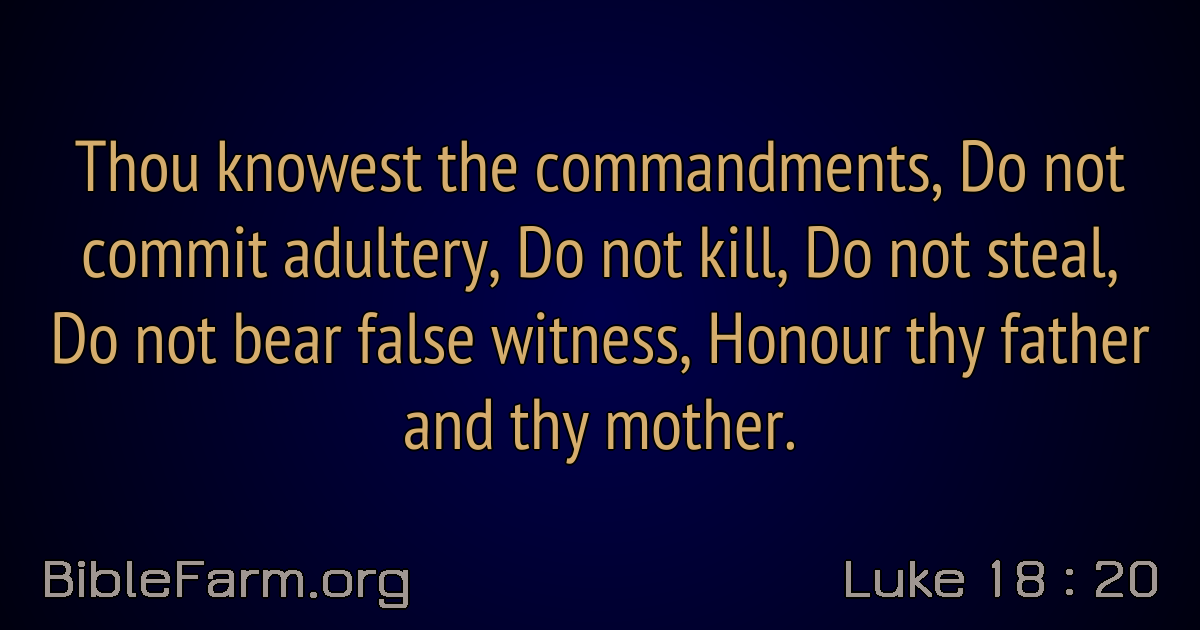 Thou knowest the commandments, Do not
commit adultery, Do not kill, Do not steal,
Do not bear false witness, Honour thy father
and thy mother.
BibleFarm.org
Luke 18 : 20